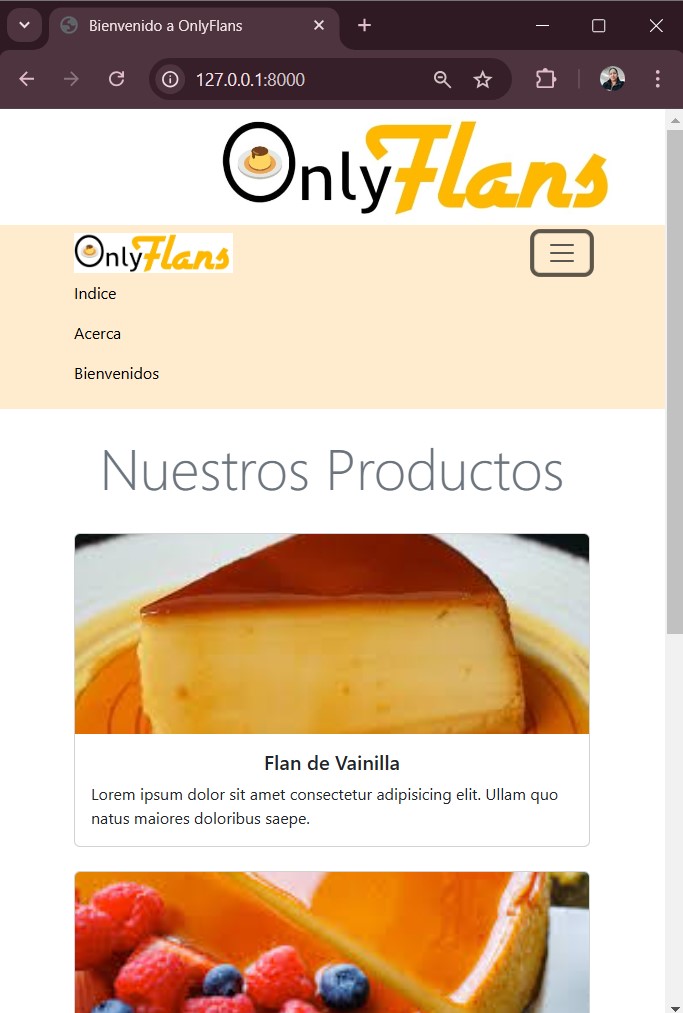 Bienvenido a OnlyFlans
127.0.0.1:8000
OnlyFlans
OnlyFlans
Indice
Acerca
Bienvenidos
Nuestros Productos
Flan de Vainilla
Lorem ipsum dolor sit amet consectetur adipisicing elit. Ullam quo
natus maiores doloribus saepe.